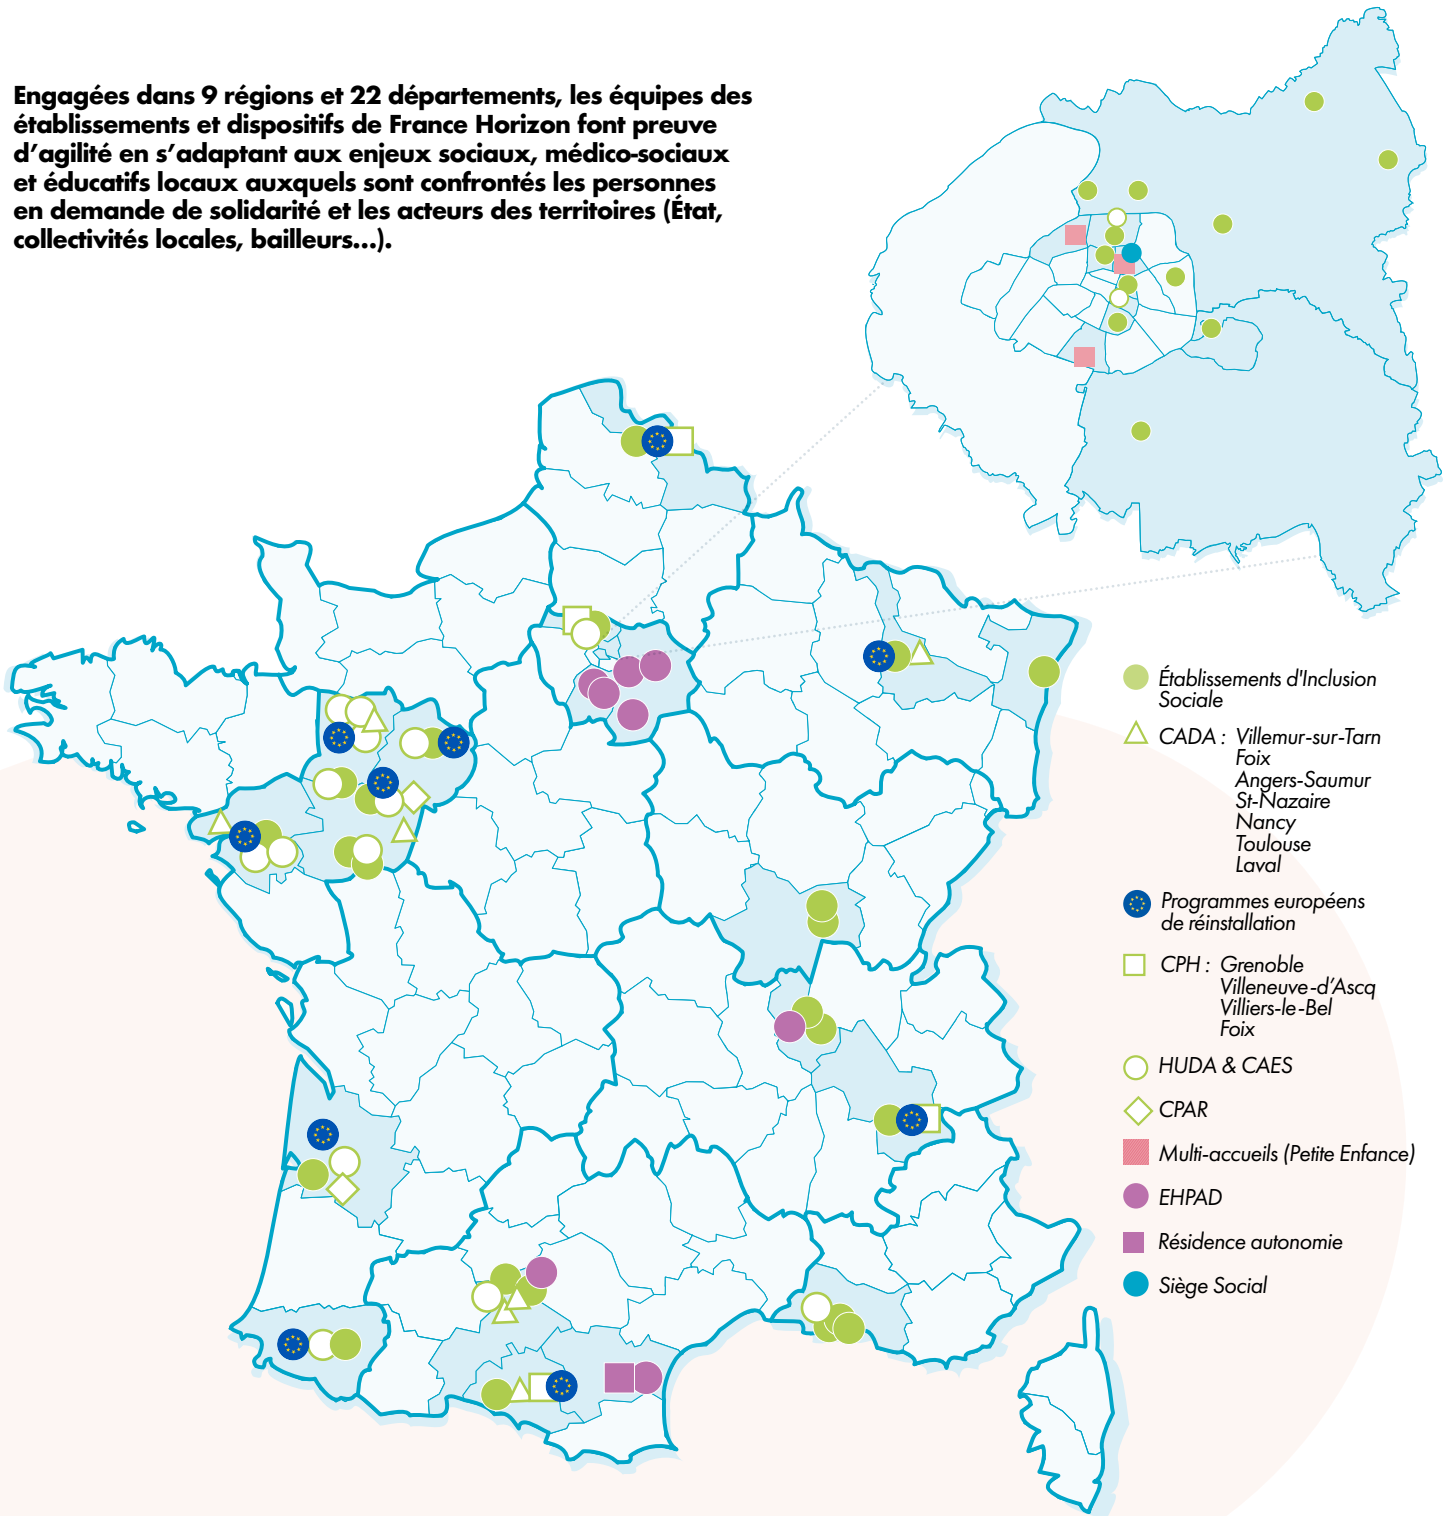 Engagées dans 9 régions et 22 départements, les équipes des
établissements et dispositifs de France Horizon font preuve
d’agilité en s’adaptant aux enjeux sociaux, médico-sociaux
et éducatifs locaux auxquels sont confrontés les personnes
en demande de solidarité et les acteurs des territoires (État,
collectivités locales, bailleurs...).
Établissements d'Inclusion
Sociale
CADA : Villemur-sur-Tarn
Foix
Angers-Saumur
St-Nazaire
Nancy
Toulouse
Laval
Programmes européens
de réinstallation
CPH : Grenoble
Villeneuve-d’Ascq
Villiers-le-Bel
Foix
HUDA & CAES
CPAR
Multi-accueils (Petite Enfance)
EHPAD
Résidence autonomie
Siège Social